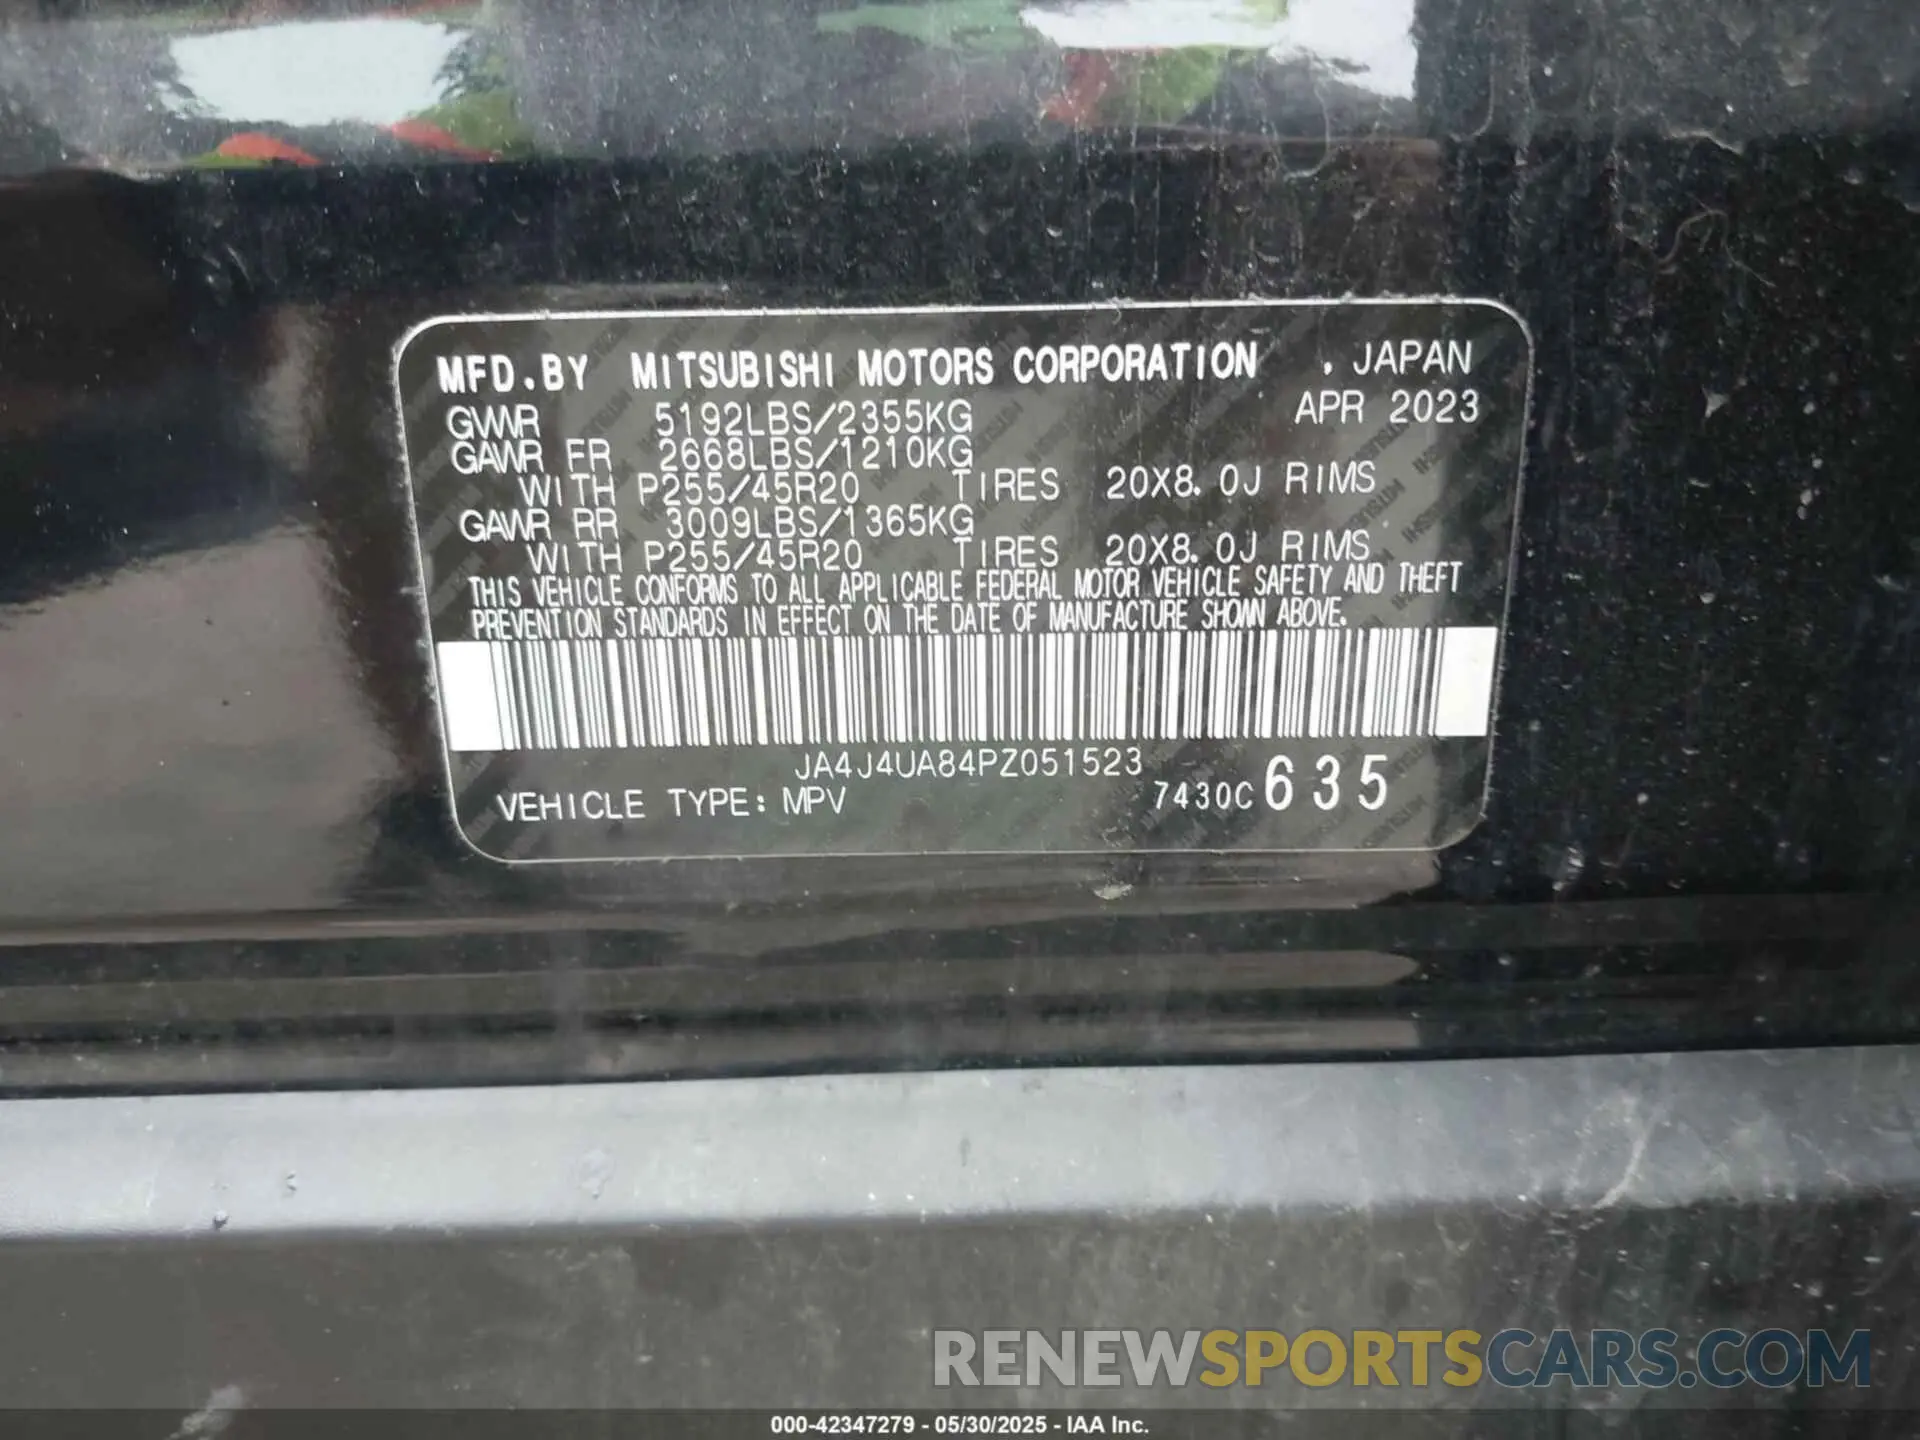 MFD.BY MITSUBISHI MOTORS CORPORATION . JAPAN
GVWR 5192LBS/2355KG APR 2023
GAWR FR 2668LBS/1210KG
WITH P255/45R20 TIRES 20X8.0J RIMS
GAWR RR 3009LBS/1365KG
WITH P255/45R20 TIRES 20X8.0J RIMS
THIS VEHICLE CONFORMS TO ALL APPLICABLE FEDERAL MOTOR VEHICLE SAFETY AND THEFT
PREVENTION STANDARDS IN EFFECT ON THE DATE OF MANUFACTURE SHOWN ABOVE.
JA4J4UA84PZ051523
VEHICLE TYPE: MPV 7430C 635
RENEWSPORTSCARS.COM
000-42347279 - 05/30/2025 - IAA Inc.